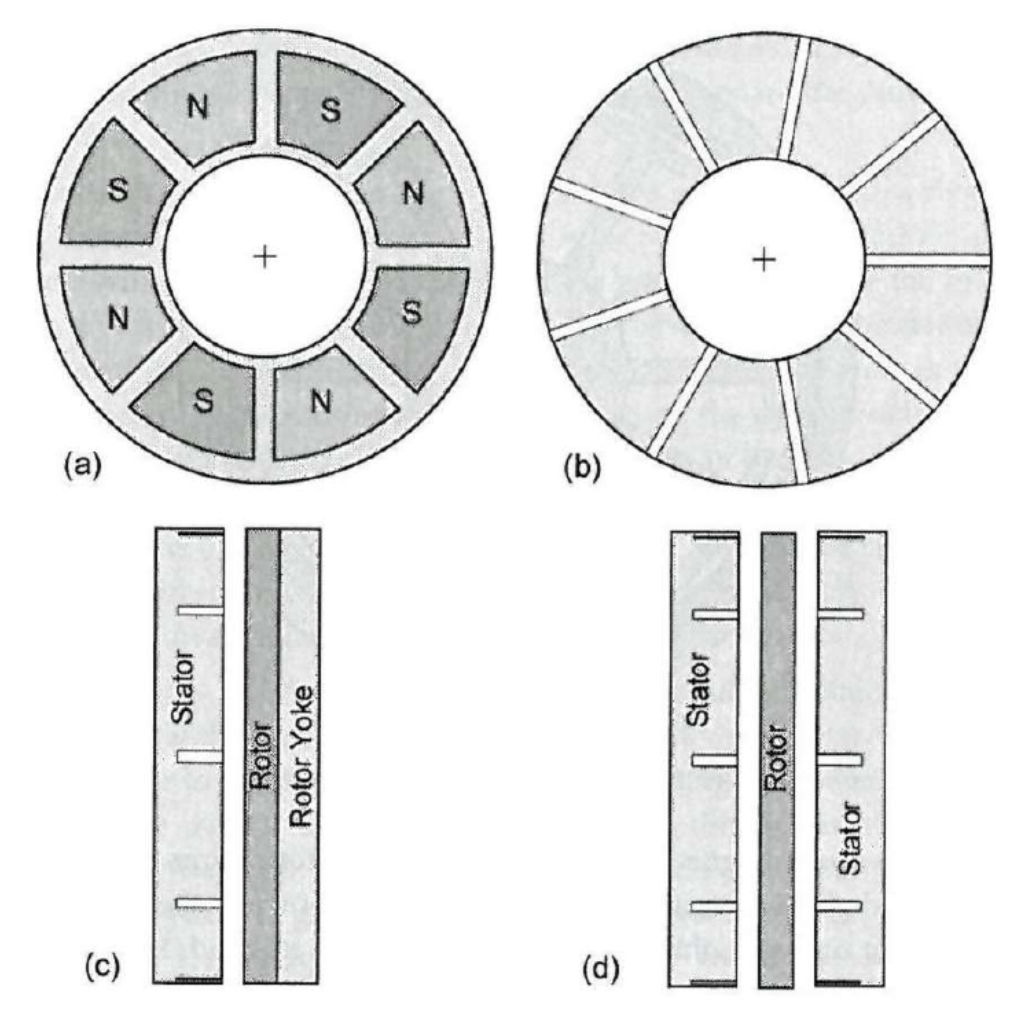 N S
S N
N S
S N
(a) (b)
Stator Rotor Rotor Yoke
Stator Rotor Stator
(c) (d)